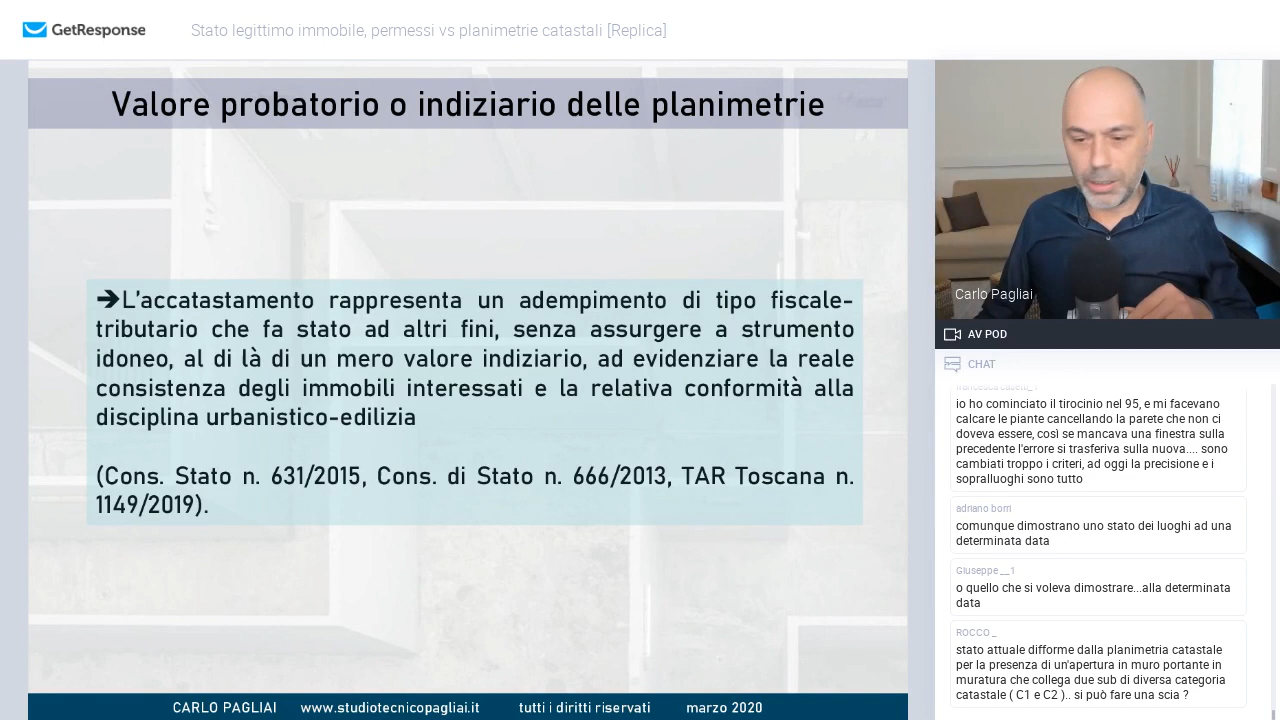 GetResponse
Stato legittimo immobile, permessi vs planimetrie catastali [Replica]
Valore probatorio o indiziario delle planimetrie
➔L'accatastamento rappresenta un adempimento di tipo fiscale-
tributario che fa stato ad altri fini, senza assurgere a strumento
idoneo, al di là di un mero valore indiziario, ad evidenziare la reale
consistenza degli immobili interessati e la relativa conformità alla
disciplina urbanistico-edilizia
(Cons. Stato n. 631/2015, Cons. di Stato n. 666/2013, TAR Toscana n.
1149/2019).
CARLO PAGLIAI www.studiotecnicopagliai.it tutti i diritti riservati marzo 2020
Carlo Pagliai
AV POD
CHAT
io ho cominciato il tirocinio nel 95, e mi facevano
calcare le piante cancellando la parete che non ci
doveva essere, così se mancava una finestra sulla
precedente l'errore si trasferiva sulla nuova.... sono
cambiati troppo i criteri, ad oggi la precisione e i
sopralluoghi sono tutto
adriano borri
comunque dimostrano uno stato dei luoghi ad una
determinata data
Giuseppe __1
o quello che si voleva dimostrare...alla determinata
data
ROCCO _
stato attuale difforme dalla planimetria catastale
per la presenza di un'apertura in muro portante in
muratura che collega due sub di diversa categoria
catastale ( C1 e C2 ).. si può fare una scia ?